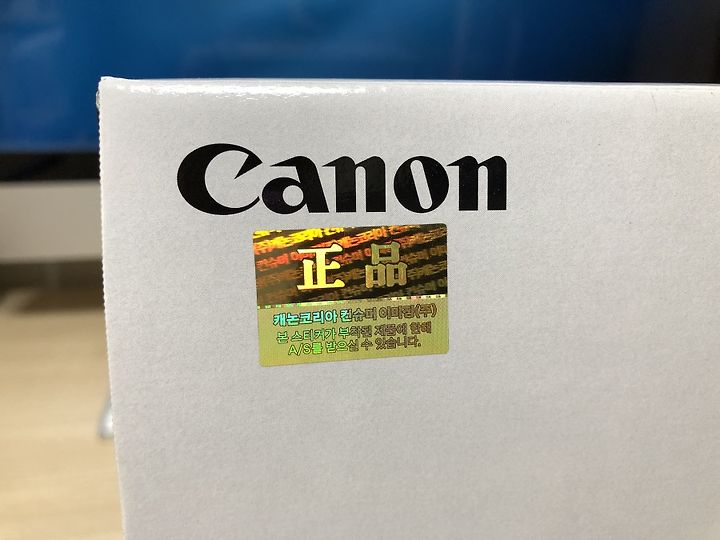 Canon
正品
캐논코리아 컨슈머 이미징(주)
본 스티커가 부착된 제품에 한해
A/S를 받으실 수 있습니다.